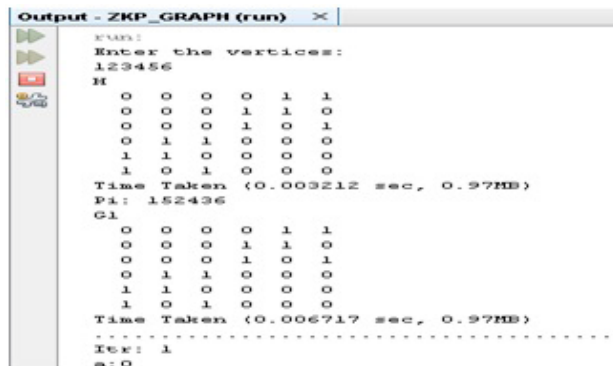 Output - ZKP_GRAPH (run)
run:
Enter the vertices:
123456
M
0 0 0 0 1 1
0 0 0 1 1 0
0 0 0 1 0 1
0 1 1 0 0 0
1 1 0 0 0 0
1 0 1 0 0 0
Time Taken (0.003212 sec, 0.97MB)
Pi: 152436
G1
0 0 0 0 1 1
0 0 0 1 1 0
0 0 0 1 0 1
0 1 1 0 0 0
1 1 0 0 0 0
1 0 1 0 0 0
Time Taken (0.006717 sec, 0.97MB)
Itr: 1
a:0